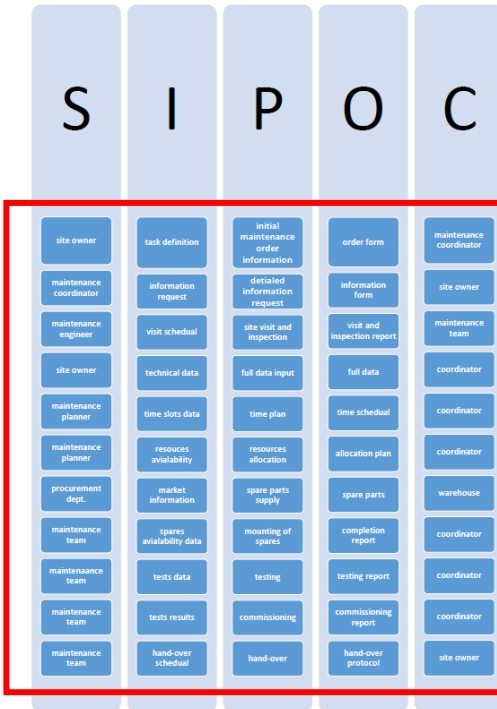 S I P O C
site owner
task definition
initial
maintenance
order
information
order form
maintenance
coordinator
maintenance
coordinator
information
request
detialed
information
request
information
form
site owner
maintenance
engineer
visit schedual
site visit and
inspection
visit and
inspection report
maintenance
team
site owner
technical data
full data input
full data
coordinator
maintenance
planner
time slots data
time plan
time schedual
coordinator
maintenance
planner
resouces
avialability
resources
allocation
allocation plan
coordinator
procurement
dept.
market
information
spare parts
supply
spare parts
warehouse
maintenance
team
spares
avialability data
mounting of
spares
completion
report
coordinator
maintenaance
team
tests data
testing
testing report
coordinator
maintenance
team
tests results
commissioning
commissioning
report
coordinator
maintenance
team
hand-over
schedual
hand-over
hand-over
protocol
site owner